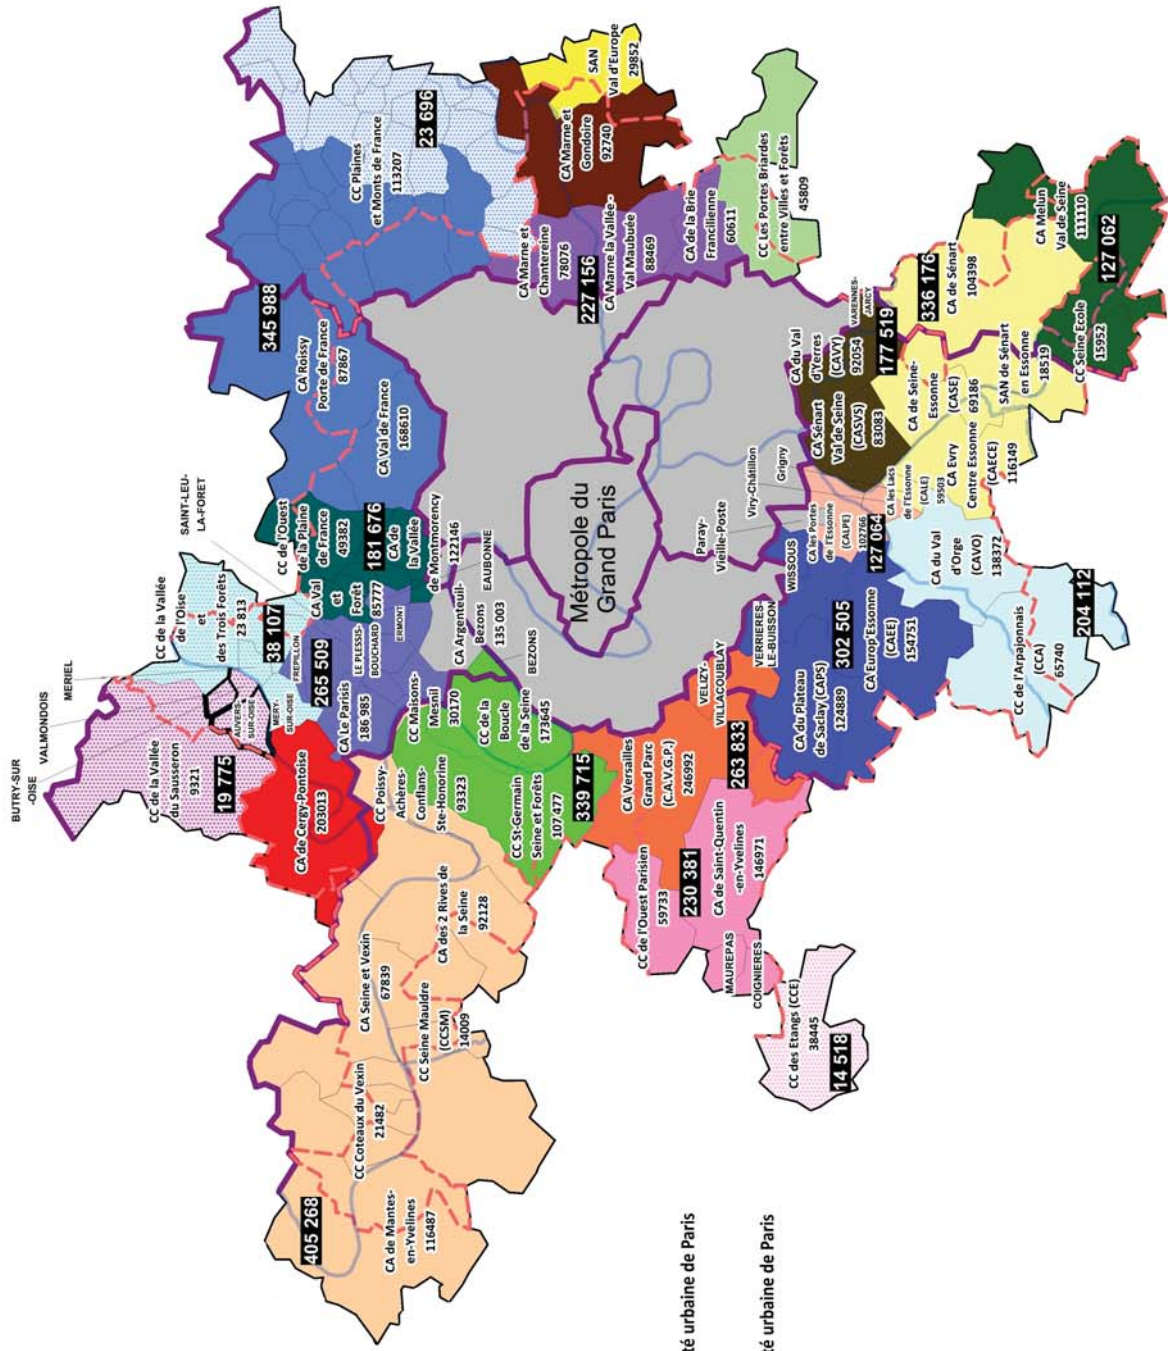 BUTRY-SUR
-OISE
VALMONDOIS
MERIEL
CC de la Vallée
de l'Oise
et
des Trois Forêts
23 813
38 107
SAINT-LEU-
LA-FORET
CC de la Vallée
du Sausseron
9321
19 775
AUVERS-
SUR-OISE
MERY-
SUR-OISE
FREPILLON
CA de Cergy-Pontoise
203013
265 509
CA Le Parisis
186 985
LE PLESSIS-
BOUCHARD
ERMONT
CA Val
et
Forêt
85777
CC de l'Ouest
de la Plaine
de France
49382
181 676
CA de
la Vallée
de Montmorency
122146
EAUBONNE
345 988
CA Roissy
Porte de France
87867
CA Val de France
168610
CC Plaines
et Monts de France
113207
23 696
SAN
Val d'Europe
29852
CA Marne et
Gondoire
92740
CA Marne et
Chantereine
78076
227 156
CA Marne la Vallée-
Val Maubuée
88469
CA de la Brie
Francilienne
60611
CC Les Portes Briardes
entre Villes et Forêts
45809
CA Argenteuil-
Bezons
135 003
BEZONS
Métropole du
Grand Paris
CC Maisons-
Mesnil
30170
CC de la
Boucle
de la Seine
173645
CC Poissy-
Achères-
Conflans-
Ste-Honorine
93323
CC St-Germain
Seine et Forêts
107 477
339 715
405 268
CA de Mantes-
en-Yvelines
116487
CC Coteaux du Vexin
21482
CA Seine et Vexin
67839
CC Seine Mauldre
(CCSM)
14009
CA des 2 Rives de
la Seine
92128
CA Versailles
Grand Parc
(C.A.V.G.P.)
246992
263 833
VELIZY-
VILLACOUBLAY
VERRIERES-
LE-BUISSON
WISSOUS
CC de l'Ouest Parisien
59733
230 381
CA de Saint-Quentin
-en-Yvelines
146971
MAUREPAS
COIGNIERES
CC des Etangs (CCE)
38445
14 518
CA du Plateau
de Saclay(CAPS)
124889
302 505
CA Europ'Essonne
(CAEE)
154751
Paray-
Vieille-Poste
Viry-Châtillon
Grigny
CA les Portes
de l'Essonne
(CALPE)
102766
127 064
CA les Lacs
de l'Essonne
(CALE)
59503
CA du Val
d'Orge
(CAVO)
138372
CC de l'Arpajonnais
(CCA)
65740
204 112
CA du Val
d'Yerres
(CAVY)
92054
VARENNES-
JARCY
177 519
CA Sénart
Val de Seine
(CASVS)
83083
CA de Seine-
Essonne
(CASE)
69186
CA Evry
Centre Essonne
(CAECE)
116149
336 176
CA de Sénart
104398
SAN de Sénart
en Essonne
18519
CA Melun
Val de Seine
111110
127 062
CC Seine Ecole
15952
té urbaine de Paris
té urbaine de Paris